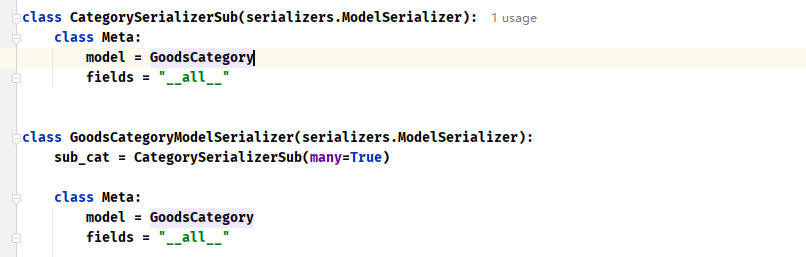 class CategorySerializerSub(serializers.ModelSerializer): 1 usage
    class Meta:
        model = GoodsCategory
        fields = "__all__"
class GoodsCategoryModelSerializer(serializers.ModelSerializer):
    sub_cat = CategorySerializerSub(many=True)
    class Meta:
        model = GoodsCategory
        fields = "__all__"